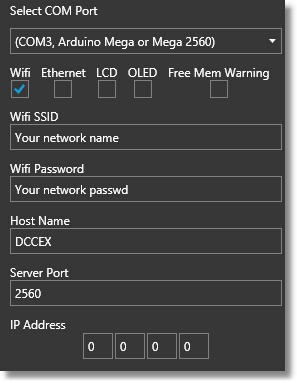 Select COM Port
(COM3, Arduino Mega or Mega 2560)
Wifi Ethernet LCD OLED Free Mem Warning
Wifi SSID
Your network name
Wifi Password
Your network passwd
Host Name
DCCEX
Server Port
2560
IP Address
0 0 0 0